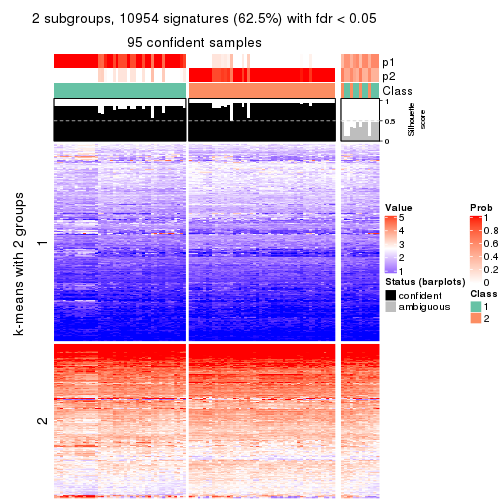 2 subgroups, 10954 signatures (62.5%) with fdr < 0.05
95 confident samples
p1
p2
Class
1
0.5
0
Silhouette
score
k-means with 2 groups
1
2
Value
5
4
3
2
1
Status (barplots)
confident
ambiguous
Prob
1
0.8
0.6
0.4
0.2
0
Class
1
2